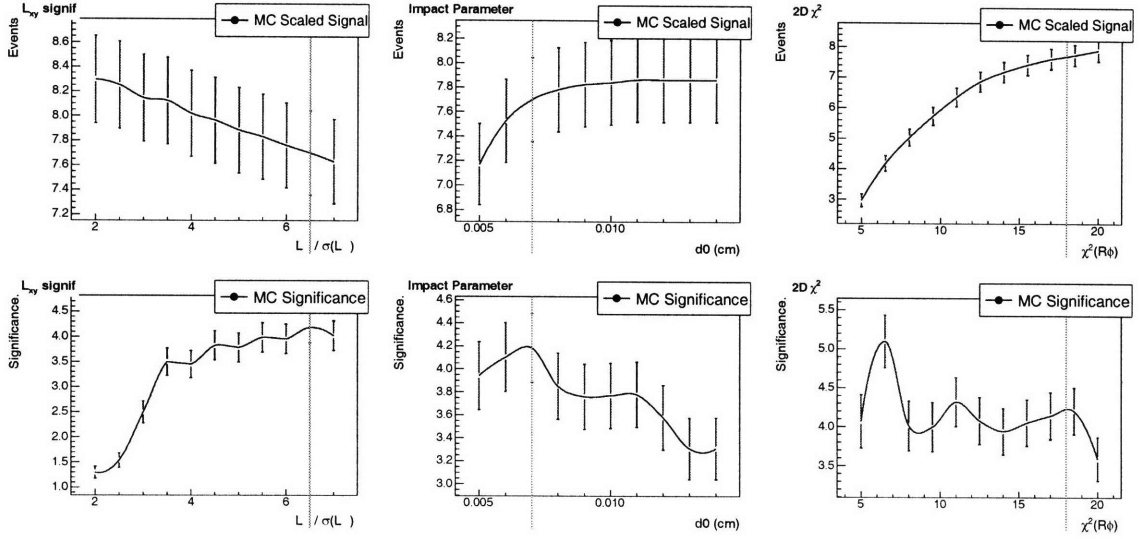 L_xy signif
MC Scaled Signal
Events
8.6
8.4
8.2
8.0
7.8
7.6
7.4
7.2
2 4 6
L / σ(L )
Impact Parameter
MC Scaled Signal
Events
8.2
8.0
7.8
7.6
7.4
7.2
7.0
6.8
0.005 0.010
d0 (cm)
2D χ²
MC Scaled Signal
Events
8
7
6
5
4
3
5 10 15 20
χ²(Rϕ)
L_xy signif
MC Significance
Significance.
4.5
4.0
3.5
3.0
2.5
2.0
1.5
1.0
2 4 6
L / σ(L )
Impact Parameter
MC Significance
Significance.
4.6
4.4
4.2
4.0
3.8
3.6
3.4
3.2
3.0
0.005 0.010
d0 (cm)
2D χ²
MC Significance
Significance.
5.0
4.5
4.0
3.5
5 10 15 20
χ²(Rϕ)